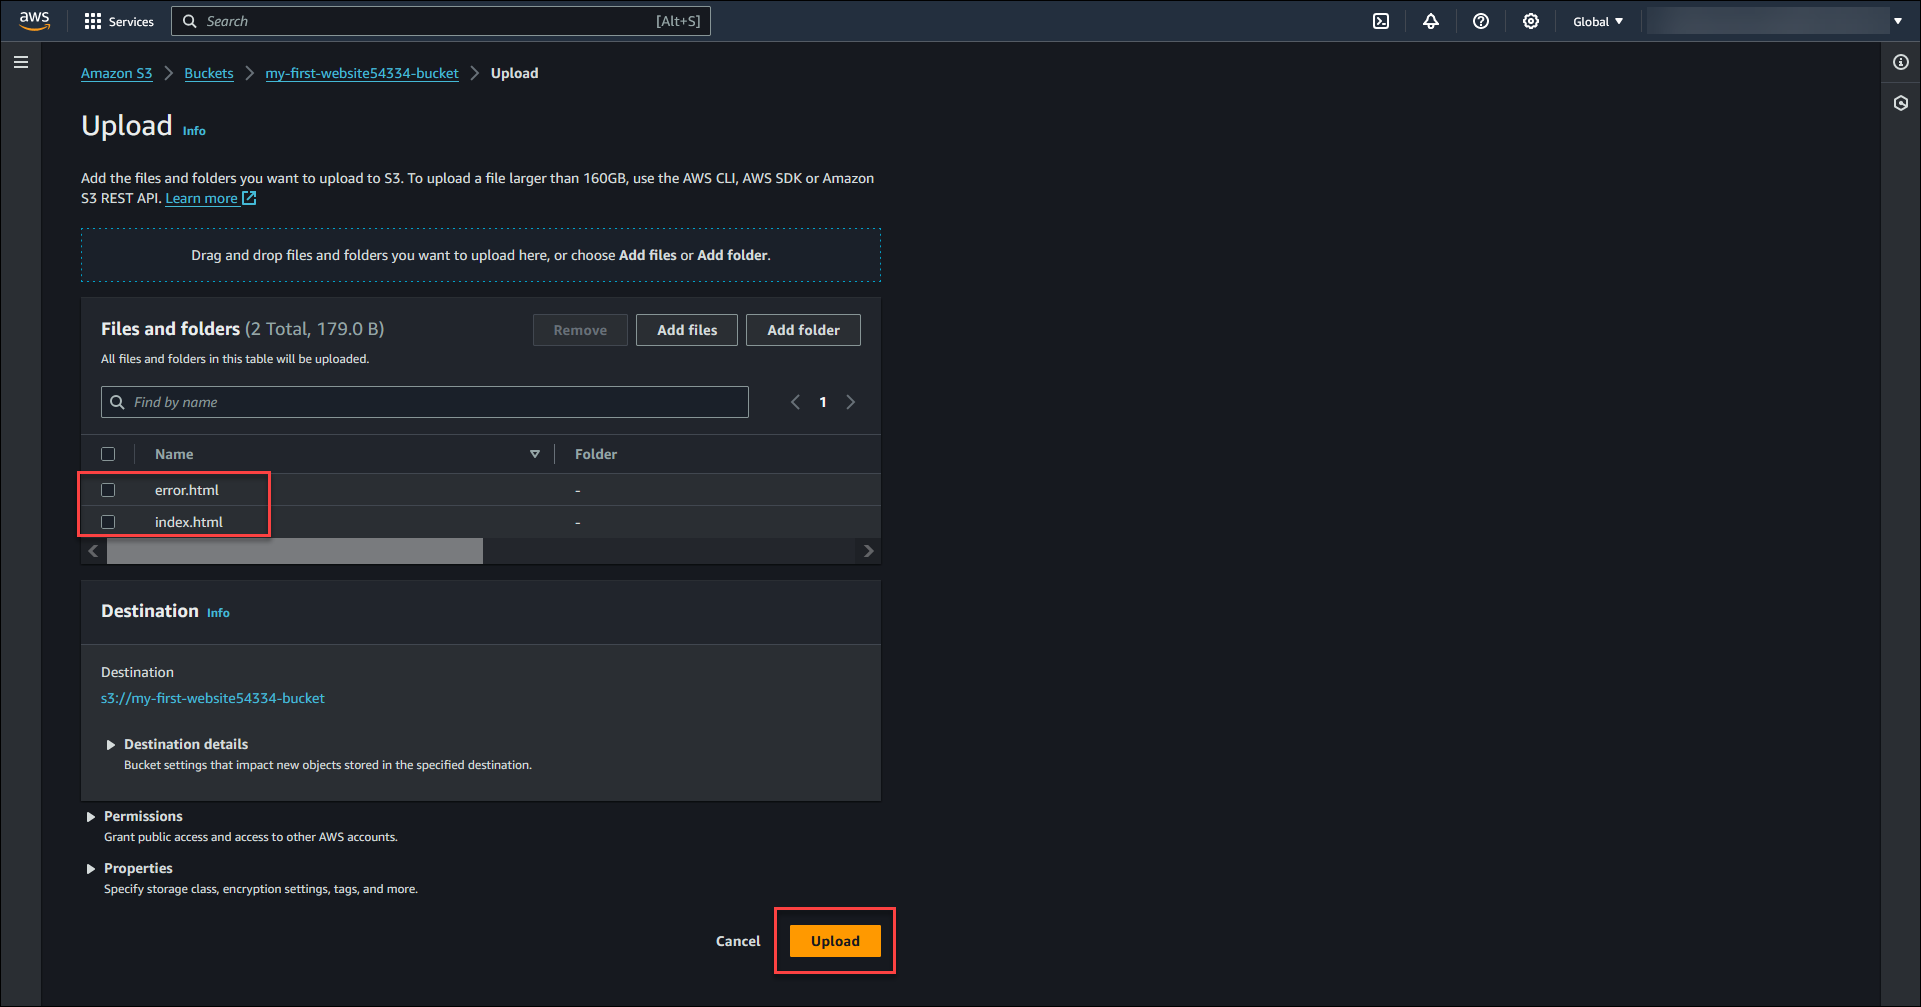 aws
Services
Search
[Alt+S]
Global
Amazon S3
Buckets
my-first-website54334-bucket
Upload
Upload
Info
Add the files and folders you want to upload to S3. To upload a file larger than 160GB, use the AWS CLI, AWS SDK or Amazon
S3 REST API. Learn more
Drag and drop files and folders you want to upload here, or choose Add files or Add folder.
Files and folders (2 Total, 179.0 B)
Remove
Add files
Add folder
All files and folders in this table will be uploaded.
Find by name
1
Name
Folder
error.html
-
index.html
-
Destination
Info
Destination
s3://my-first-website54334-bucket
Destination details
Bucket settings that impact new objects stored in the specified destination.
Permissions
Grant public access and access to other AWS accounts.
Properties
Specify storage class, encryption settings, tags, and more.
Cancel
Upload